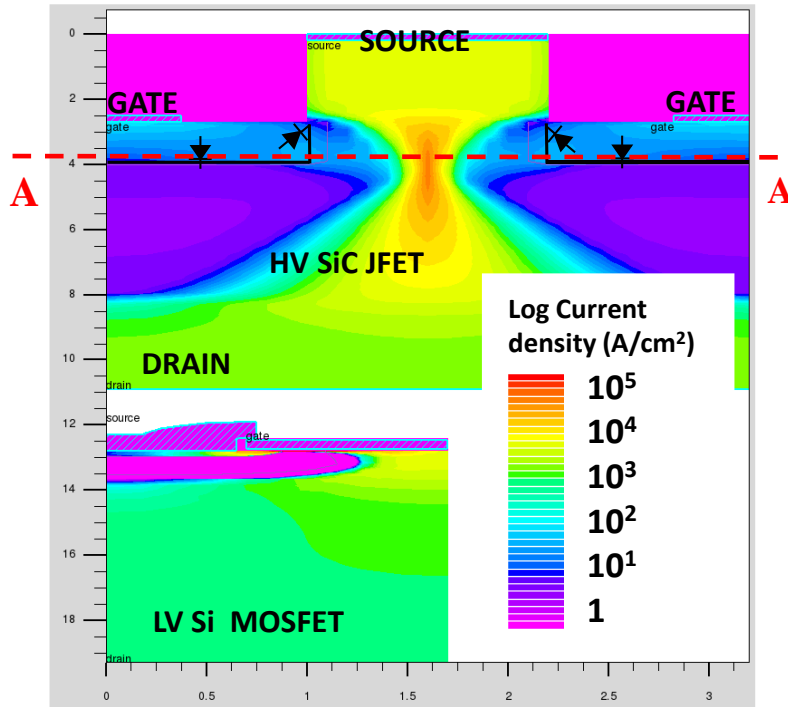 0
SOURCE
source
2
GATE
GATE
gate
gate
A
A
4
6
HV SiC JFET
8
Log Current
density (A/cm²)
10
DRAIN
drain
10⁵
12
source
gate
10⁴
14
10³
16
10²
10¹
18
LV Si MOSFET
1
drain
0
0.5
1
1.5
2
2.5
3